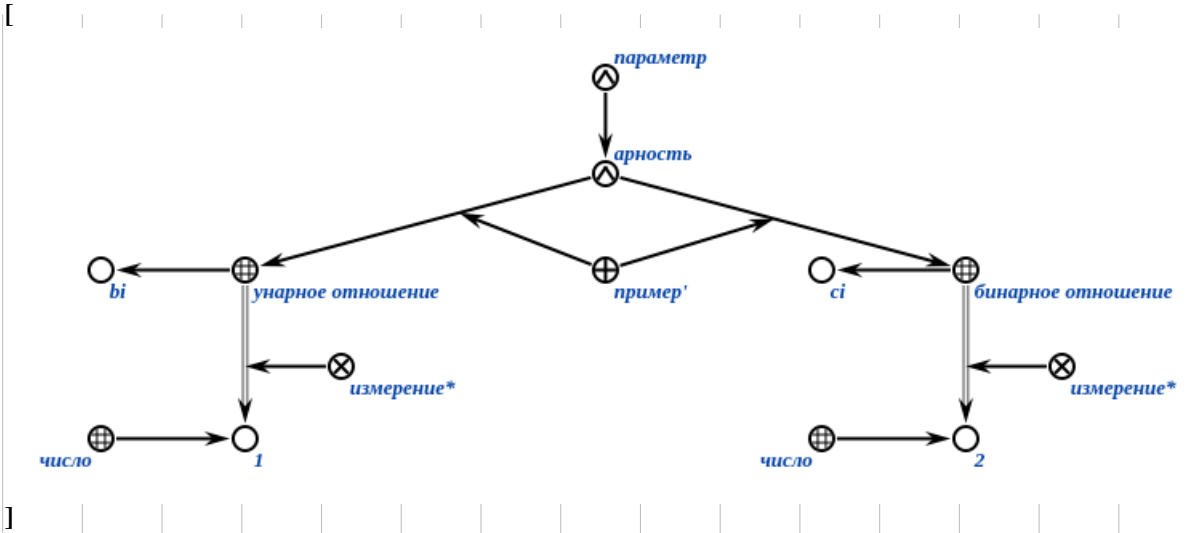 [
параметр
арность
bi
унарное отношение
пример'
ci
бинарное отношение
измерение*
измерение*
число
1
число
2
]